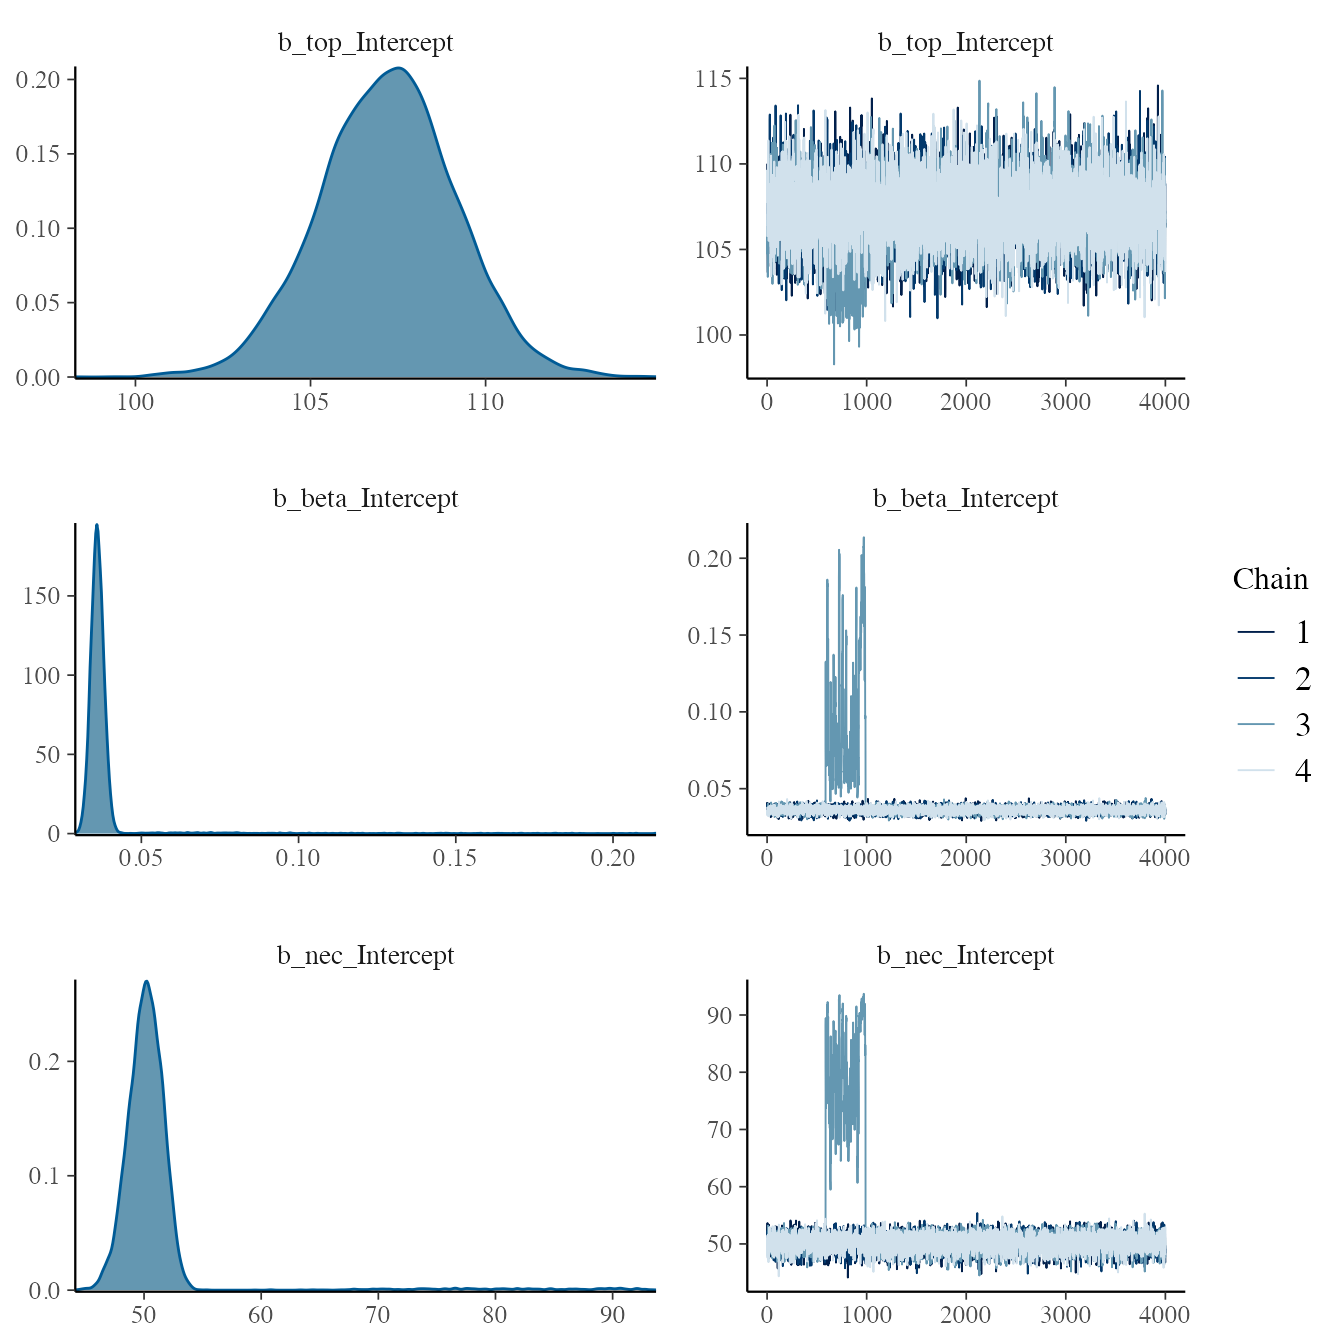 b_top_Intercept
0.20
0.15
0.10
0.05
0.00
100 105 110
b_top_Intercept
115
110
105
100
0 1000 2000 3000 4000
b_beta_Intercept
150
100
50
0
0.05 0.10 0.15 0.20
b_beta_Intercept
0.20
0.15
0.10
0.05
0 1000 2000 3000 4000
b_nec_Intercept
0.2
0.1
0.0
50 60 70 80 90
b_nec_Intercept
90
80
70
60
50
0 1000 2000 3000 4000
Chain
1
2
3
4